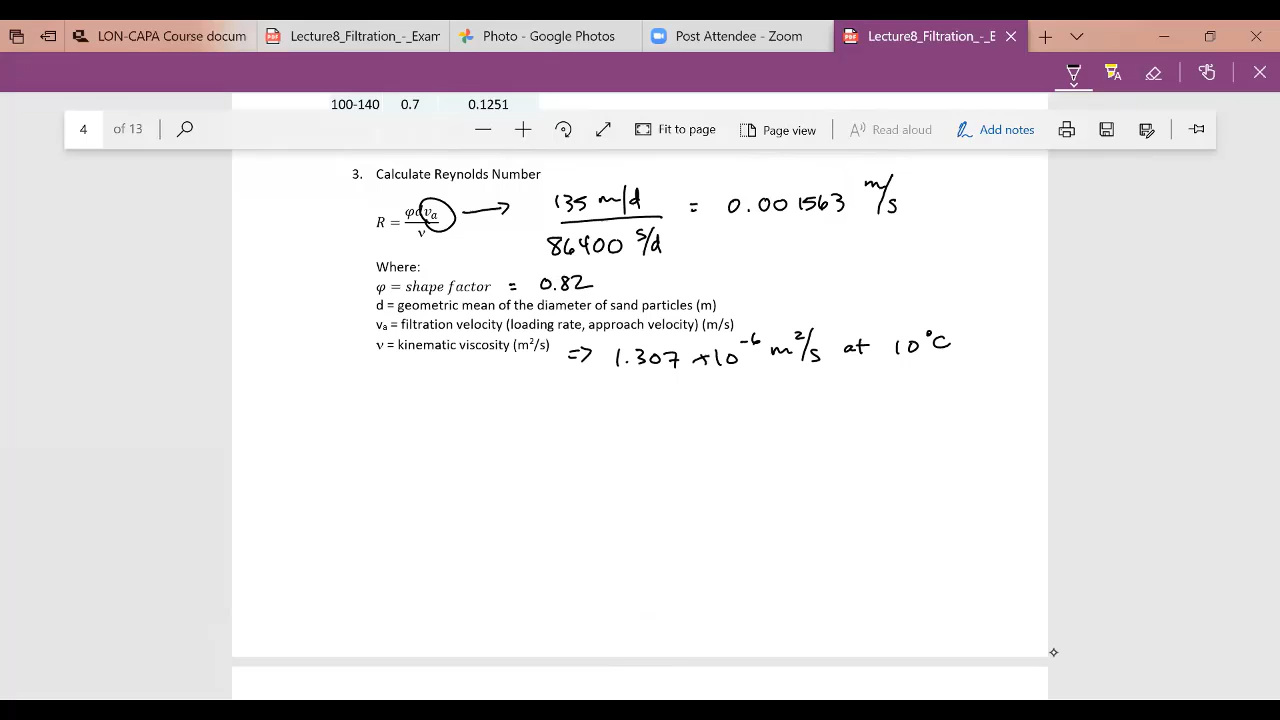 LON-CAPA Course docum
Lecture8_Filtration_-_Exam
Photo - Google Photos
Post Attendee - Zoom
Lecture8_Filtration_-_E
100-140 0.7 0.1251
4 of 13
Fit to page
Page view
Read aloud
Add notes
3. Calculate Reynolds Number
R = φdvₐ/ν → 135 m/d / 86400 s/d = 0.001563 m/s
Where:
φ = shape factor = 0.82
d = geometric mean of the diameter of sand particles (m)
vₐ = filtration velocity (loading rate, approach velocity) (m/s)
ν = kinematic viscosity (m²/s) => 1.307 ×10⁻⁶ m²/s at 10°C